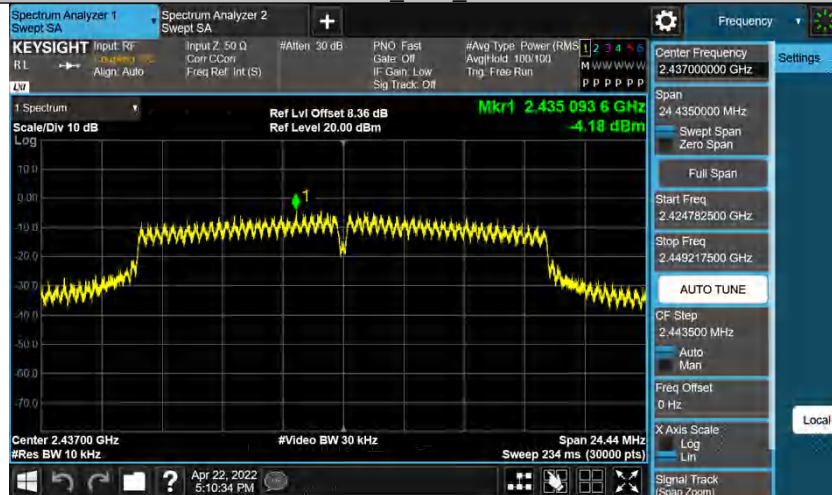 Spectrum Analyzer 1
Swept SA
Spectrum Analyzer 2
Swept SA
+
Frequency
KEYSIGHT
RL
LXI
Input: RF
Align: Auto
Input Z: 50 Ω
Corr CCorr
Freq Ref: Int (S)
#Atten: 30 dB
PNO: Fast
Gate: Off
IF Gain: Low
Sig Track: Off
#Avg Type: Power (RMS
Avg|Hold: 100/100
Trig: Free Run
1 2 3 4 5 6
M W W W W W
P P P P P P
1 Spectrum
Scale/Div 10 dB
Log
Ref Lvl Offset 8.36 dB
Ref Level 20.00 dBm
Mkr1 2.435 093 6 GHz
-4.18 dBm
10.0
0.00
-10.0
-20.0
-30.0
-40.0
-50.0
-60.0
-70.0
1
Center 2.43700 GHz
#Res BW 10 kHz
#Video BW 30 kHz
Span 24.44 MHz
Sweep 234 ms (30000 pts)
Center Frequency
2.437000000 GHz
Span
24.4350000 MHz
Swept Span
Zero Span
Full Span
Start Freq
2.424782500 GHz
Stop Freq
2.449217500 GHz
AUTO TUNE
CF Step
2.443500 MHz
Auto
Man
Freq Offset
0 Hz
X Axis Scale
Log
Lin
Signal Track
(Span Zoom)
Settings
Local
?
Apr 22, 2022
5:10:34 PM